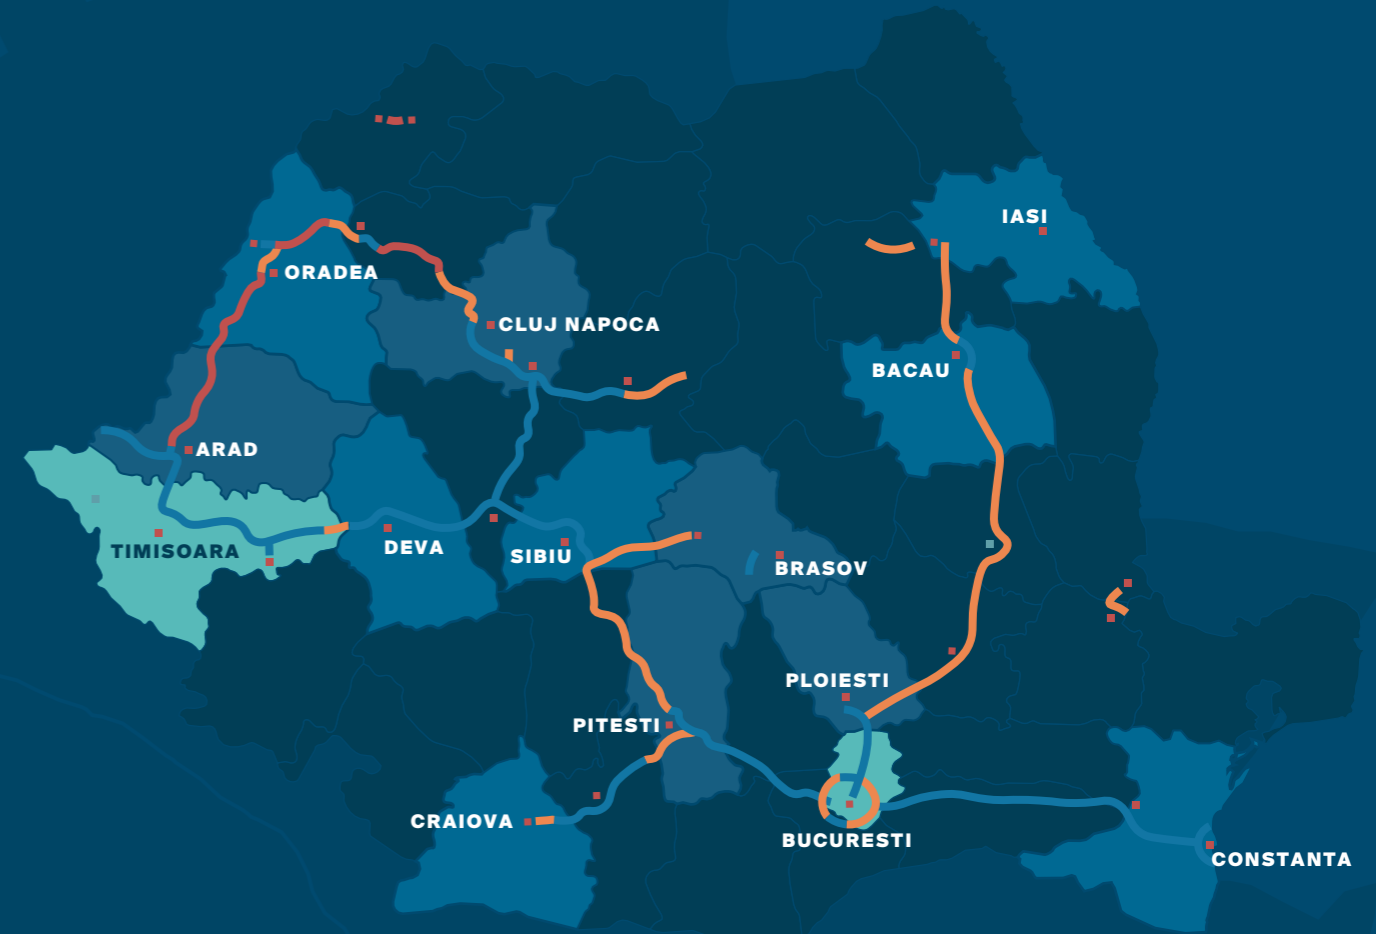 IASI
ORADEA
CLUJ NAPOCA
BACAU
ARAD
TIMISOARA
DEVA
SIBIU
BRASOV
PLOIESTI
PITESTI
CRAIOVA
BUCURESTI
CONSTANTA